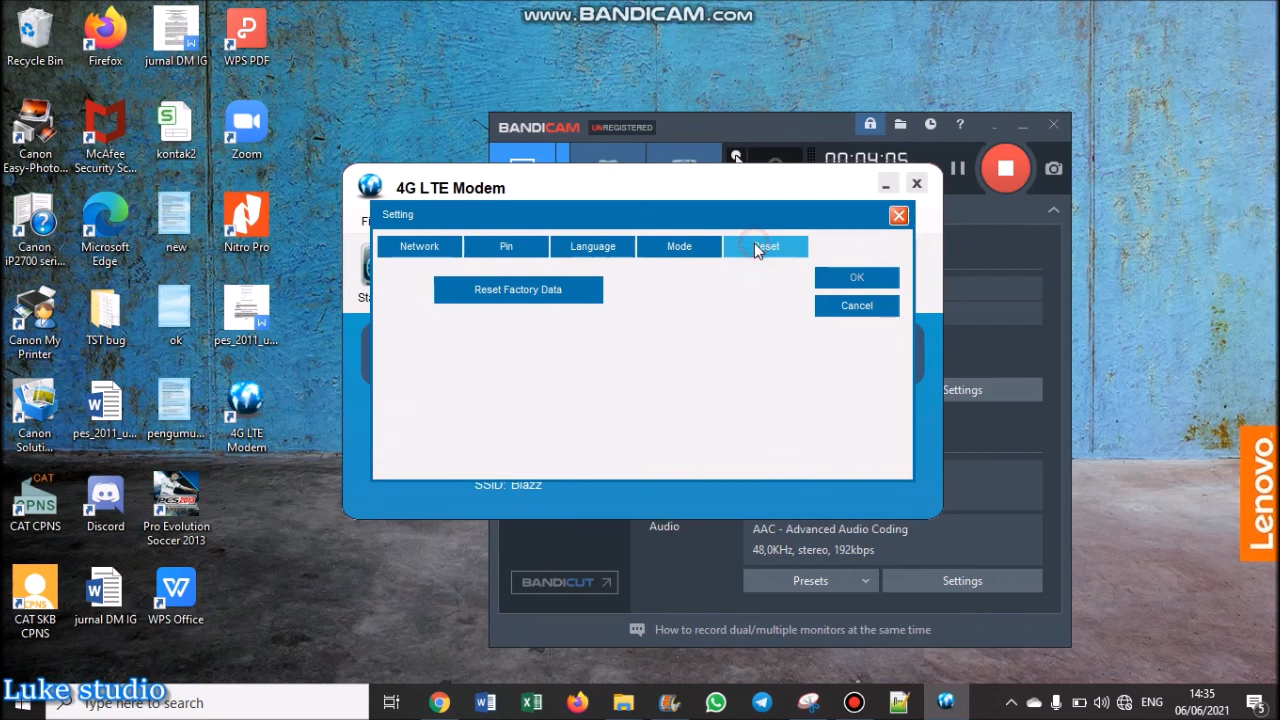 www.BANDICAM.com
Recycle Bin
Firefox
jurnal DM IG
WPS PDF
Canon
Easy-Photo...
McAfee
Security Sc...
kontak2
Zoom
Canon
iP2700 seri...
Microsoft
Edge
new
Nitro Pro
Canon My
Printer
TST bug
ok
pes_2011_u...
Canon
Soluti...
pes_2011_u...
pengumu...
4G LTE
Modem
CAT
CPNS
CAT CPNS
Discord
Pro Evolution
Soccer 2013
CPNS
CAT SKB
CPNS
jurnal DM IG
WPS Office
BANDICAM UNREGISTERED
00:04:05
4G LTE Modem
Setting
Network
Pin
Language
Mode
Reset Factory Data
OK
Cancel
SSID: Blazz
Settings
Audio
AAC - Advanced Audio Coding
48,0KHz, stereo, 192kbps
Presets
Settings
BANDICUT
How to record dual/multiple monitors at the same time
Lenovo
Luke studio
Type here to search
ENG
14:35
06/06/2021
5